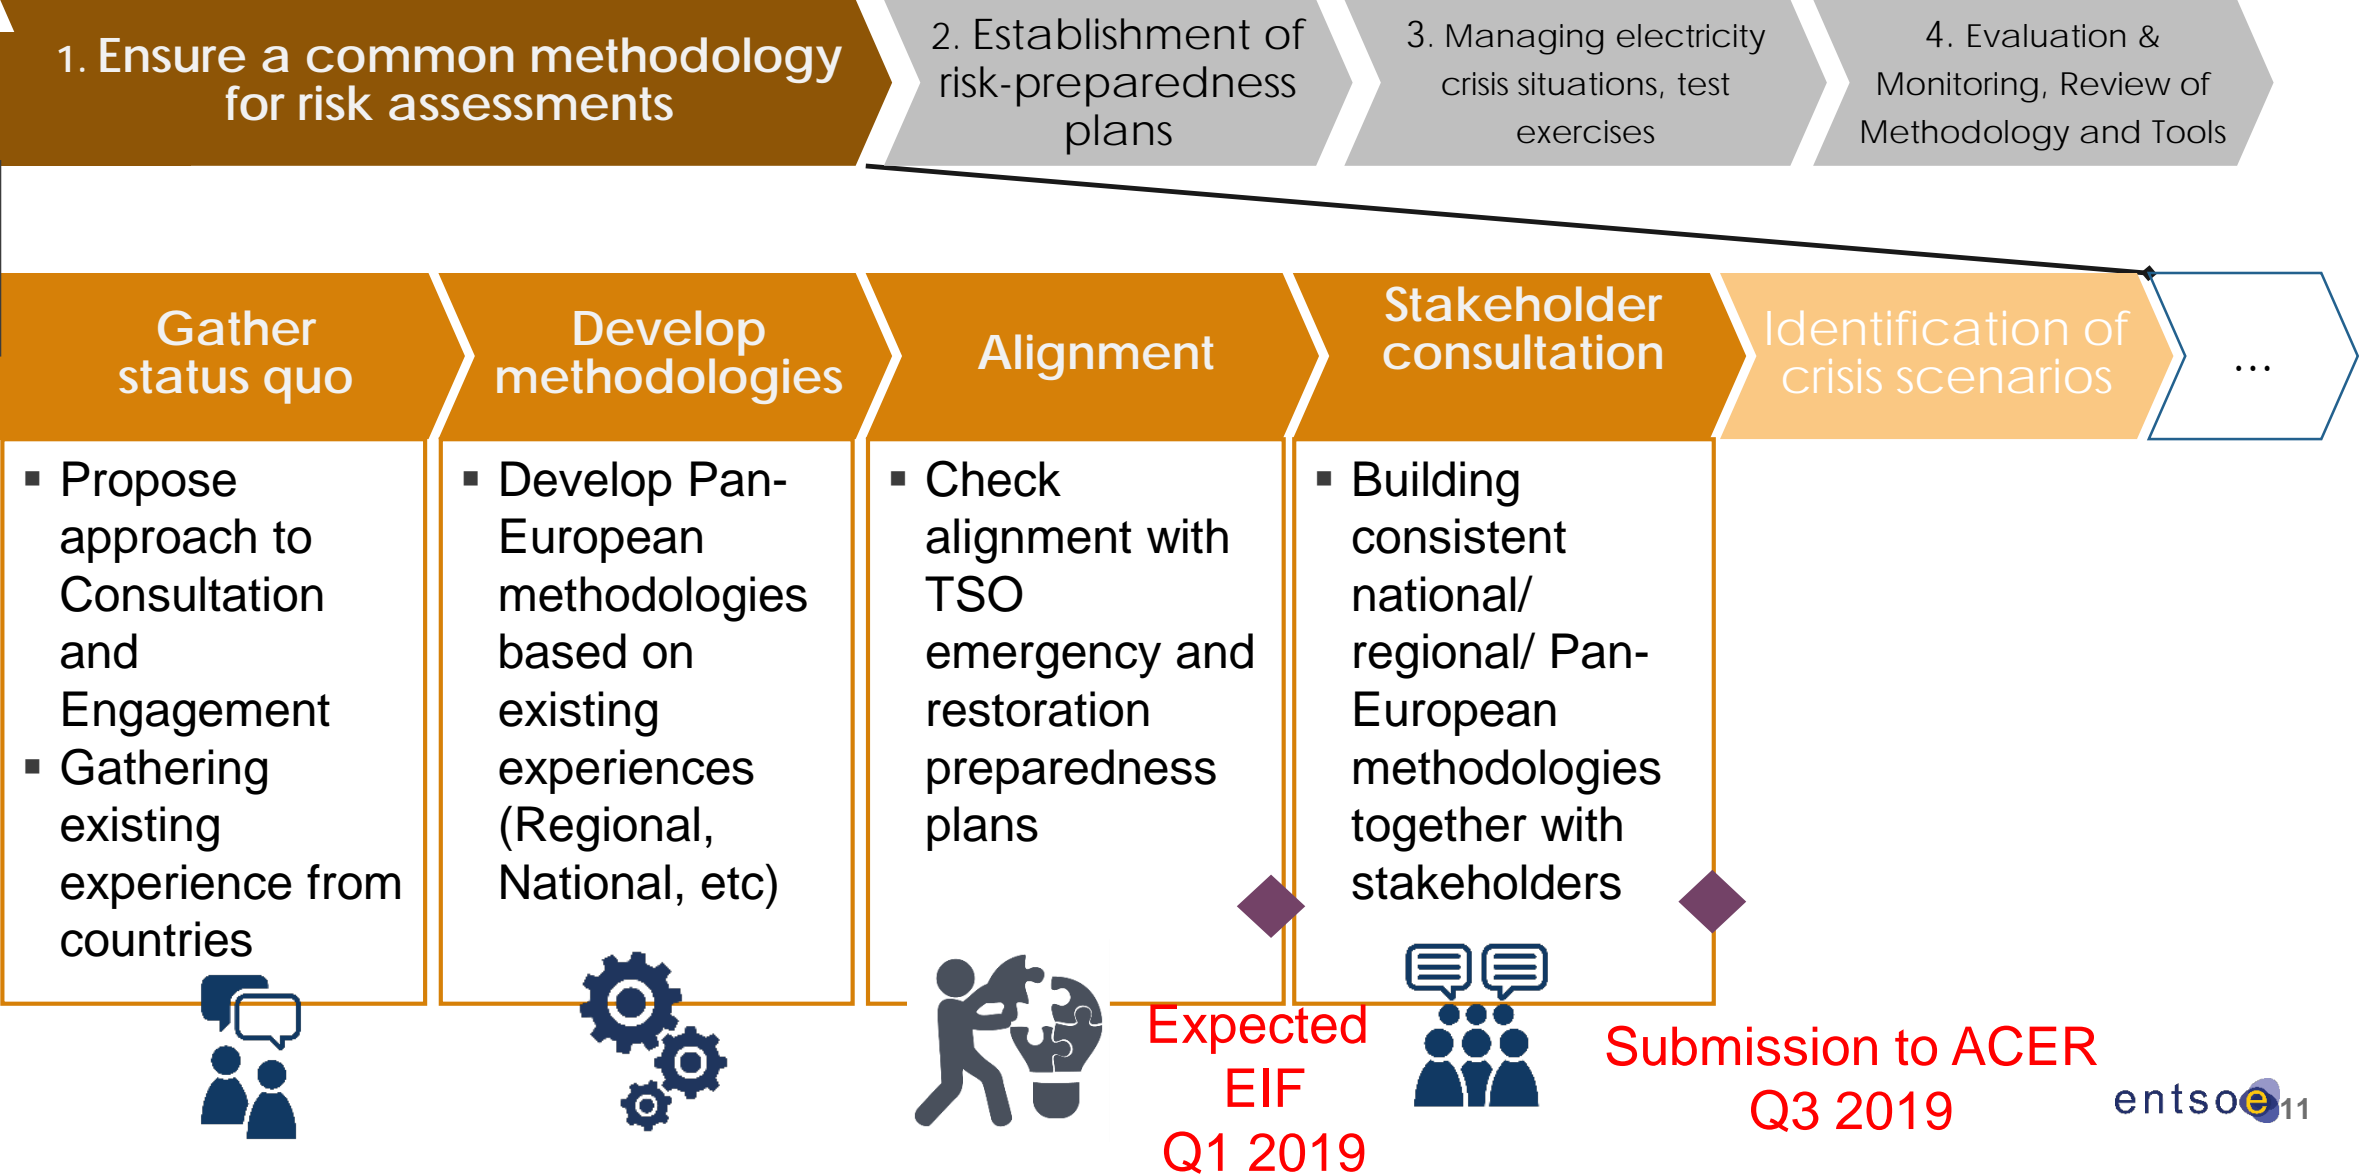 1. Ensure a common methodology
for risk assessments
2. Establishment of
risk-preparedness
plans
3. Managing electricity
crisis situations, test
exercises
4. Evaluation &
Monitoring, Review of
Methodology and Tools
Gather
status quo
Develop
methodologies
Alignment
Stakeholder
consultation
Identification of
crisis scenarios
...
▪ Propose
approach to
Consultation
and
Engagement
▪ Gathering
existing
experience from
countries
▪ Develop Pan-
European
methodologies
based on
existing
experiences
(Regional,
National, etc)
▪ Check
alignment with
TSO
emergency and
restoration
preparedness
plans
▪ Building
consistent
national/
regional/ Pan-
European
methodologies
together with
stakeholders
Expected
EIF
Q1 2019
Submission to ACER
Q3 2019
entsoe 11